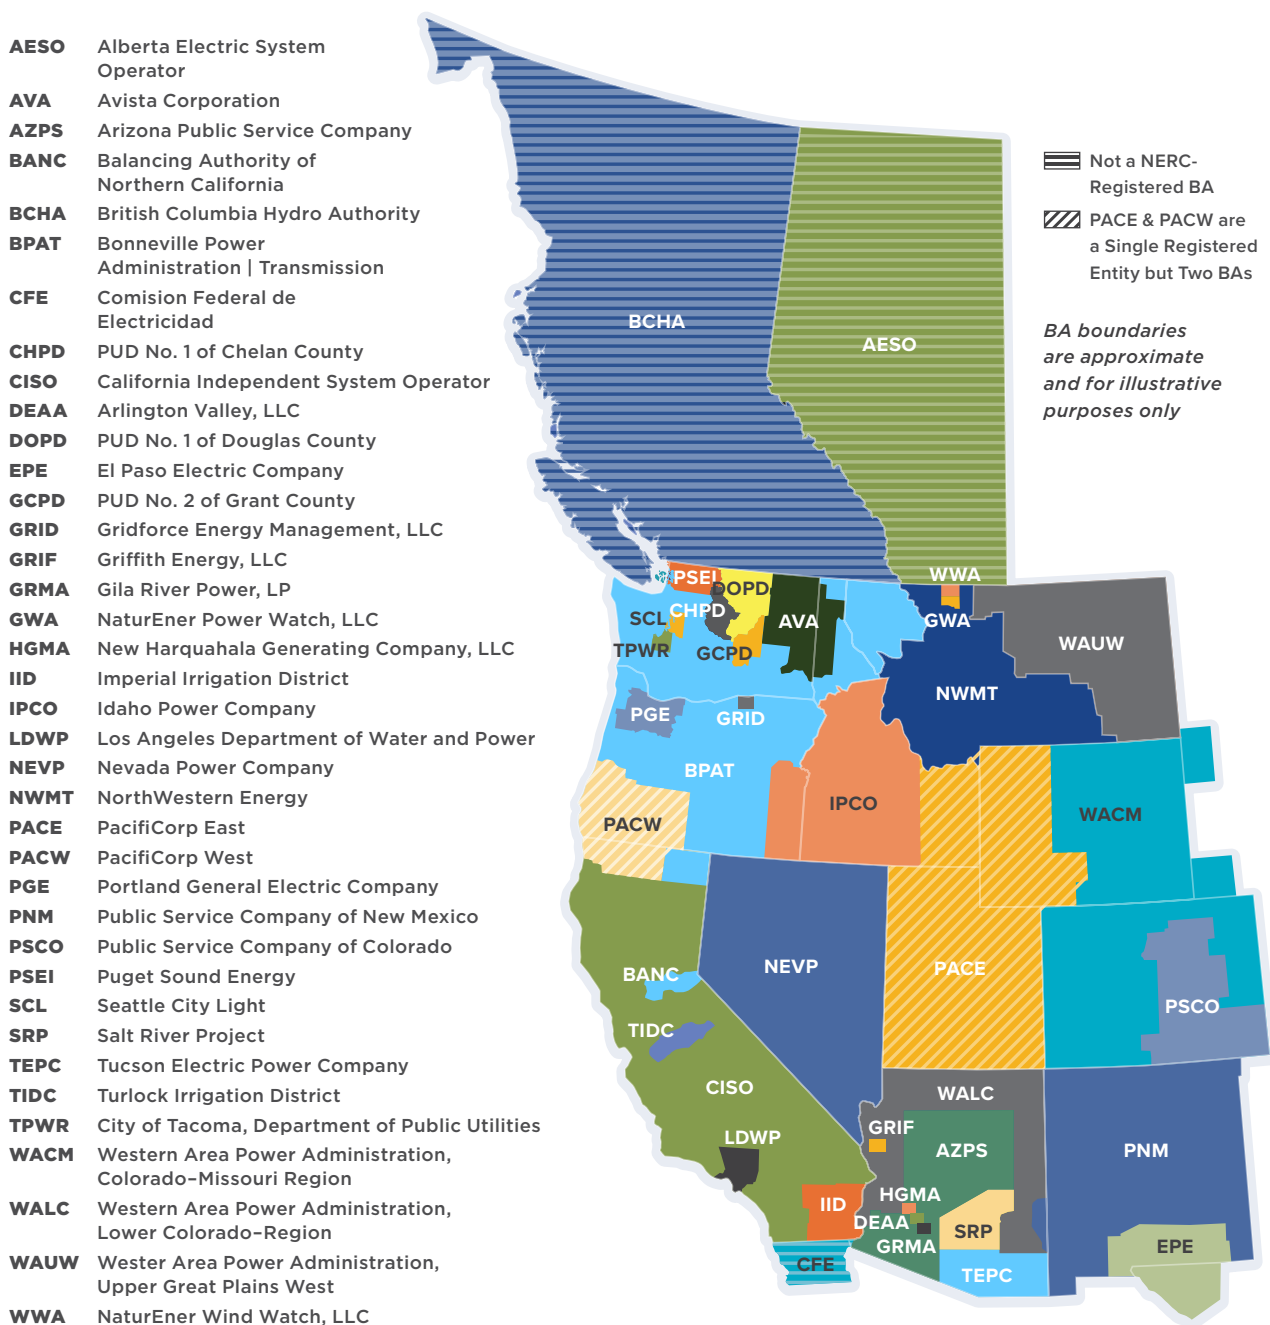 AESO Alberta Electric System
Operator
AVA Avista Corporation
AZPS Arizona Public Service Company
BANC Balancing Authority of
Northern California
BCHA British Columbia Hydro Authority
BPAT Bonneville Power
Administration | Transmission
CFE Comision Federal de
Electricidad
CHPD PUD No. 1 of Chelan County
CISO California Independent System Operator
DEAA Arlington Valley, LLC
DOPD PUD No. 1 of Douglas County
EPE El Paso Electric Company
GCPD PUD No. 2 of Grant County
GRID Gridforce Energy Management, LLC
GRIF Griffith Energy, LLC
GRMA Gila River Power, LP
GWA NaturEner Power Watch, LLC
HGMA New Harquahala Generating Company, LLC
IID Imperial Irrigation District
IPCO Idaho Power Company
LDWP Los Angeles Department of Water and Power
NEVP Nevada Power Company
NWMT NorthWestern Energy
PACE PacifiCorp East
PACW PacifiCorp West
PGE Portland General Electric Company
PNM Public Service Company of New Mexico
PSCO Public Service Company of Colorado
PSEI Puget Sound Energy
SCL Seattle City Light
SRP Salt River Project
TEPC Tucson Electric Power Company
TIDC Turlock Irrigation District
TPWR City of Tacoma, Department of Public Utilities
WACM Western Area Power Administration,
Colorado–Missouri Region
WALC Western Area Power Administration,
Lower Colorado–Region
WAUW Wester Area Power Administration,
Upper Great Plains West
WWA NaturEner Wind Watch, LLC
Not a NERC-
Registered BA
PACE & PACW are
a Single Registered
Entity but Two BAs
BA boundaries
are approximate
and for illustrative
purposes only
BCHA
AESO
WWA
PSEI
DOPD
CHPD
SCL
AVA
GWA
TPWR
GCPD
WAUW
NWMT
PGE
GRID
BPAT
IPCO
PACW
WACM
BANC
NEVP
PACE
PSCO
TIDC
CISO
WALC
LDWP
GRIF
AZPS
PNM
HGMA
IID
DEAA
SRP
GRMA
EPE
CFE
TEPC